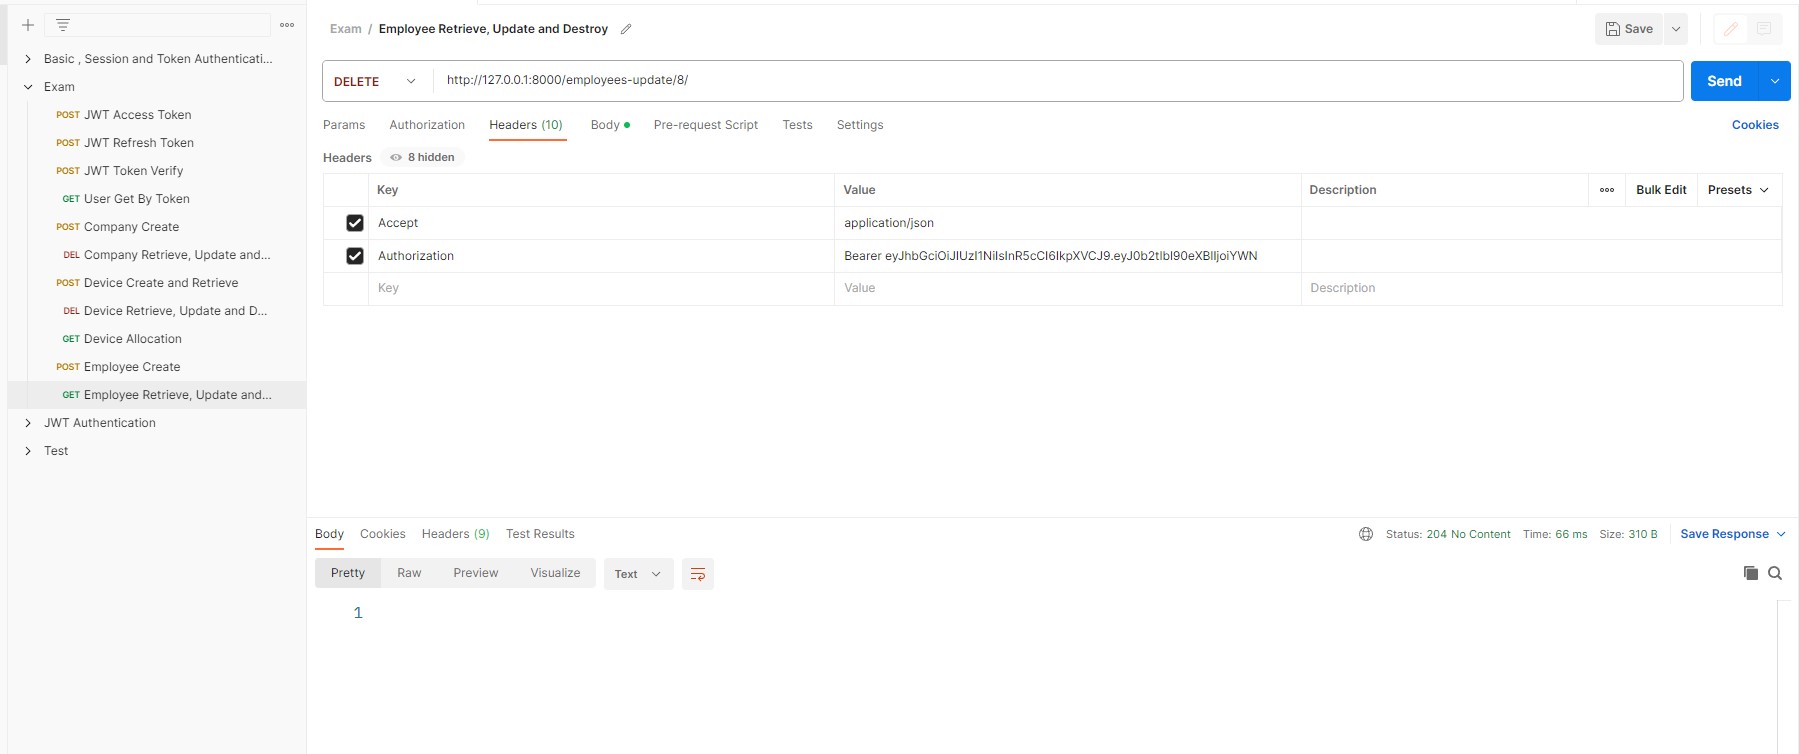 Exam / Employee Retrieve, Update and Destroy
Save
Basic , Session and Token Authenticati...
Exam
POST JWT Access Token
POST JWT Refresh Token
POST JWT Token Verify
GET User Get By Token
POST Company Create
DEL Company Retrieve, Update and...
POST Device Create and Retrieve
DEL Device Retrieve, Update and D...
GET Device Allocation
POST Employee Create
GET Employee Retrieve, Update and...
JWT Authentication
Test
DELETE http://127.0.0.1:8000/employees-update/8/ Send
Params Authorization Headers (10) Body Pre-request Script Tests Settings Cookies
Headers 8 hidden
Key Value Description Bulk Edit Presets
Accept application/json
Authorization Bearer eyJhbGciOiJIUzI1NiIsInR5cCI6IkpXVCJ9.eyJ0b2tlbl90eXBlIjoiYWN
Key Value Description
Body Cookies Headers (9) Test Results Status: 204 No Content Time: 66 ms Size: 310 B Save Response
Pretty Raw Preview Visualize Text
1